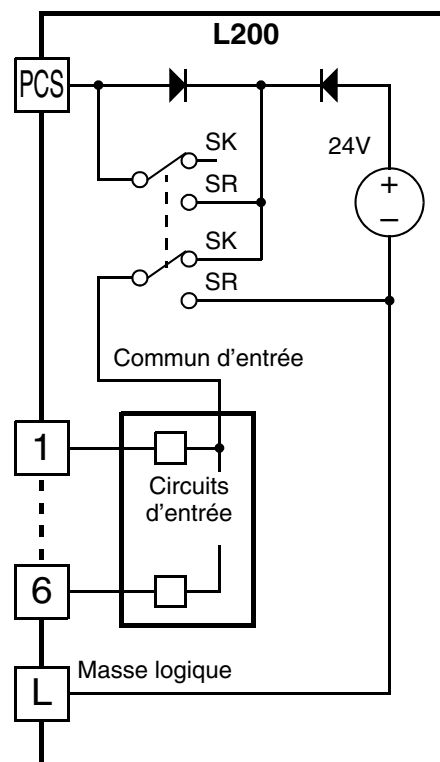 L200
PCS
SK
24V
SR
+
–
SK
SR
Commun d'entrée
1
Circuits
d'entrée
6
Masse logique
L